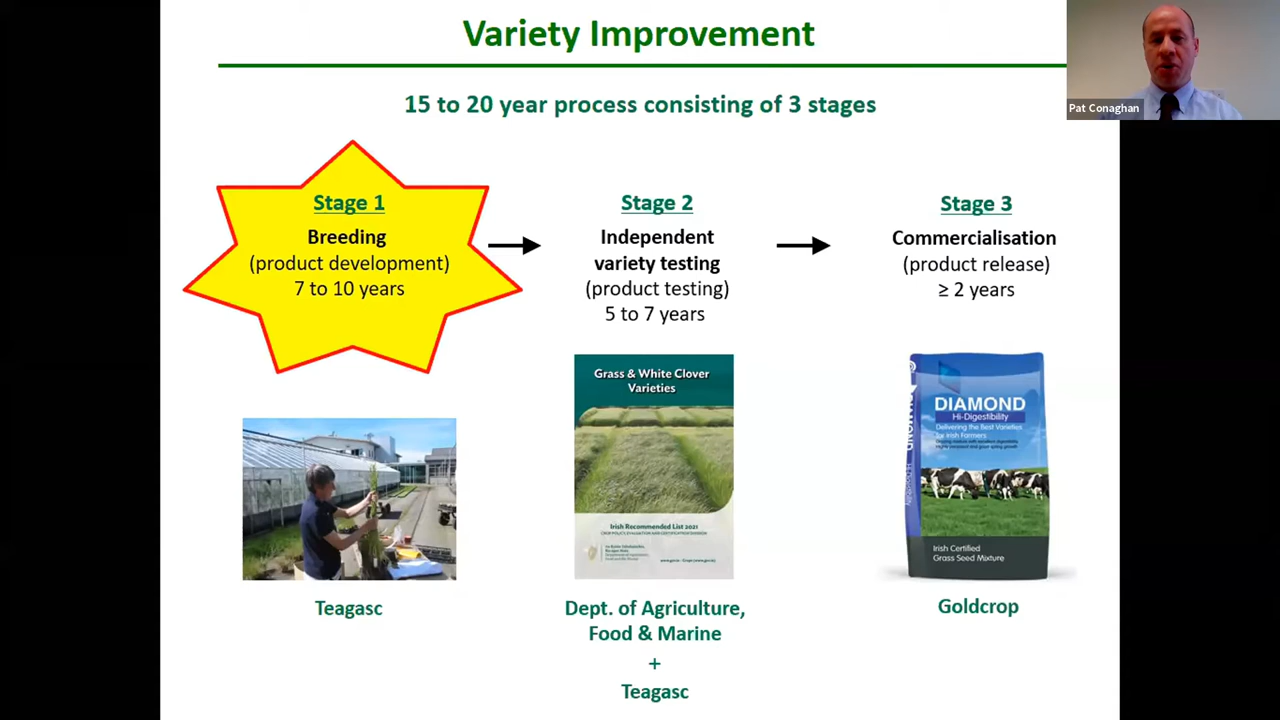 Variety Improvement
15 to 20 year process consisting of 3 stages
Pat Conaghan
Stage 1
Breeding
(product development)
7 to 10 years
Teagasc
Stage 2
Independent
variety testing
(product testing)
5 to 7 years
Grass & White Clover
Varieties
Irish Recommended List 2021
Dept. of Agriculture,
Food & Marine
+
Teagasc
Stage 3
Commercialisation
(product release)
≥ 2 years
DIAMOND
Hi-Digestibility
Delivering the Best Varieties
for Irish Farmers
Irish Certified
Grass Seed Mixture
Goldcrop